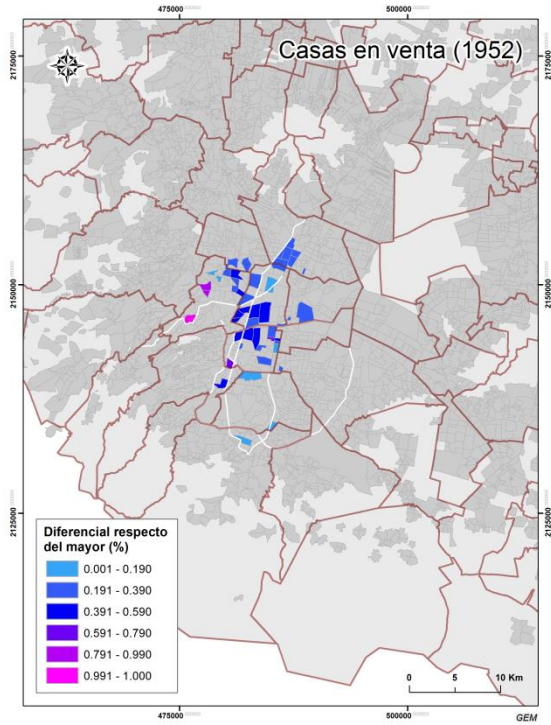 475000 500000
Casas en venta (1952)
2175000 2175000
2150000 2150000
2125000 2125000
Diferencial respecto
del mayor (%)
0.001 - 0.190
0.191 - 0.390
0.391 - 0.590
0.591 - 0.790
0.791 - 0.990
0.991 - 1.000
0 5 10 Km
475000 500000
GEM